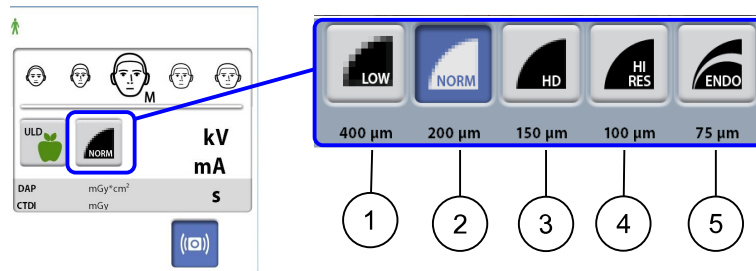 M
ULD
NORM
kV
mA
DAP mGy*cm²
CTDI mGy
s
LOW
NORM
HD
HI
RES
ENDO
400 µm 200 µm 150 µm 100 µm 75 µm
1 2 3 4 5